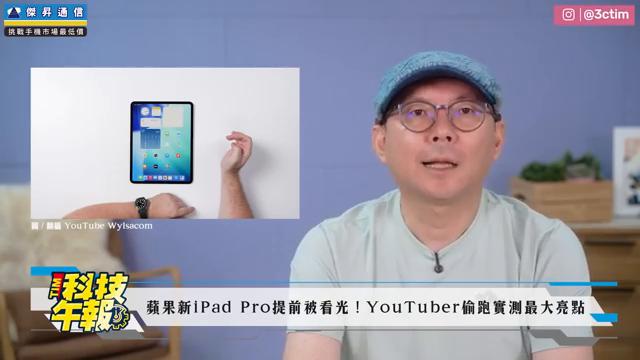 傑昇通信
挑戰手機市場最低價
@3ctim
圖/翻攝 YouTube Wylsacom
TIM
科技
午報
蘋果新iPad Pro提前被看光！YouTuber偷跑實測最大亮點